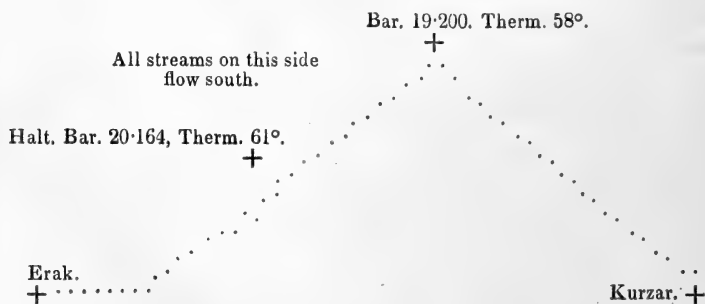 Bar. 19·200. Therm. 58°.
All streams on this side
flow south.
Halt. Bar. 20·164, Therm. 61°.
Erak.
Kurzar.